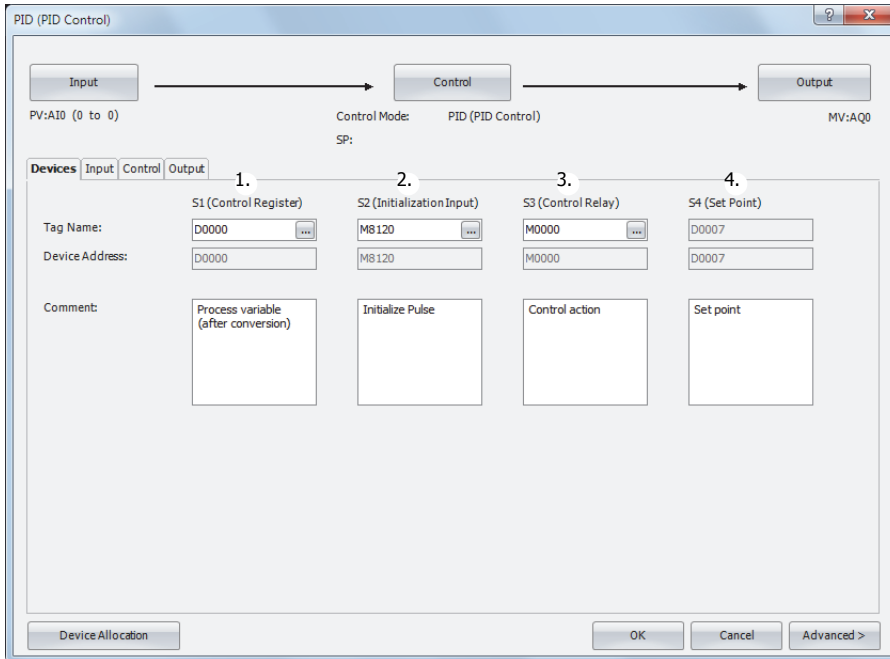 PID (PID Control)
?
Input
Control
Output
PV:AI0 (0 to 0)
Control Mode: PID (PID Control)
MV:AQ0
SP:
Devices Input Control Output
1. 2. 3. 4.
S1 (Control Register) S2 (Initialization Input) S3 (Control Relay) S4 (Set Point)
Tag Name: D0000 ... M8120 ... M0000 ... D0007
Device Address: D0000 M8120 M0000 D0007
Comment: Process variable Initialize Pulse Control action Set point
(after conversion)
Device Allocation OK Cancel Advanced >